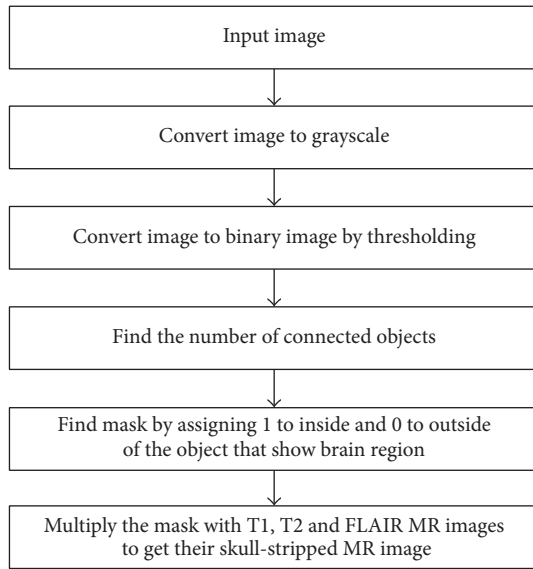 Input image
Convert image to grayscale
Convert image to binary image by thresholding
Find the number of connected objects
Find mask by assigning 1 to inside and 0 to outside
of the object that show brain region
Multiply the mask with T1, T2 and FLAIR MR images
to get their skull-stripped MR image